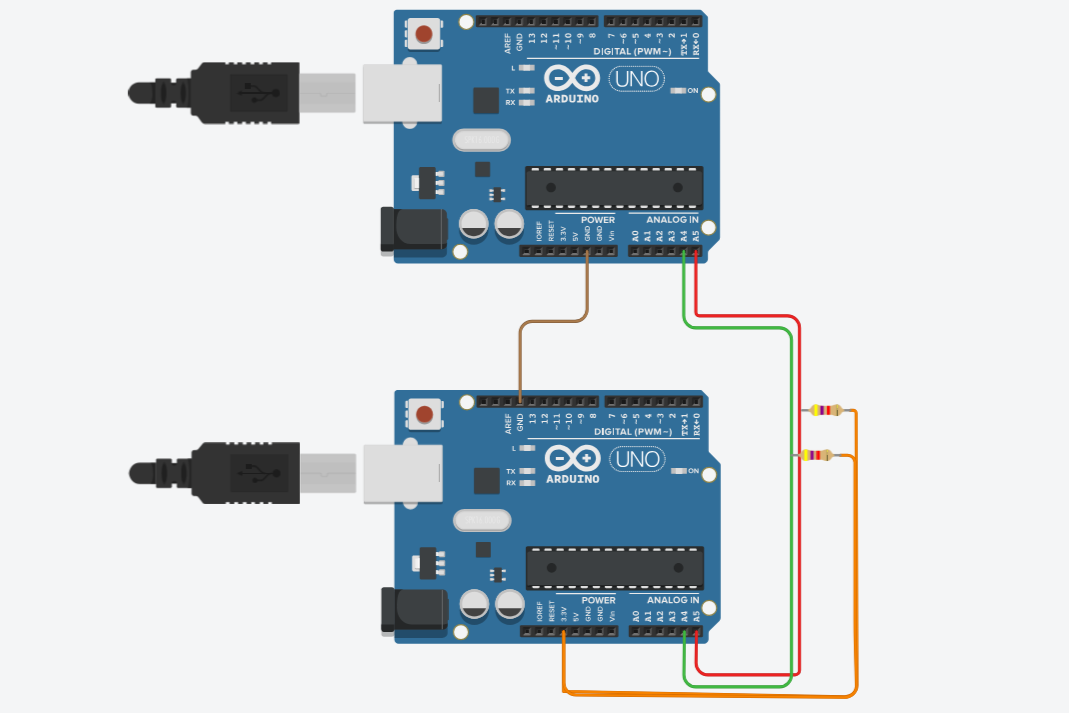 AREF
GND
13
12
~11
~10
~9
8
7
~6
~5
4
~3
2
TX→1
RX←0
DIGITAL (PWM~)
L
TX
RX
ARDUINO
UNO
ON
POWER
ANALOG IN
IOREF
RESET
3.3V
5V
GND
GND
Vin
A0
A1
A2
A3
A4
A5
AREF
GND
13
12
~11
~10
~9
8
7
~6
~5
4
~3
2
TX→1
RX←0
DIGITAL (PWM~)
L
TX
RX
ARDUINO
UNO
ON
POWER
ANALOG IN
IOREF
RESET
3.3V
5V
GND
GND
Vin
A0
A1
A2
A3
A4
A5